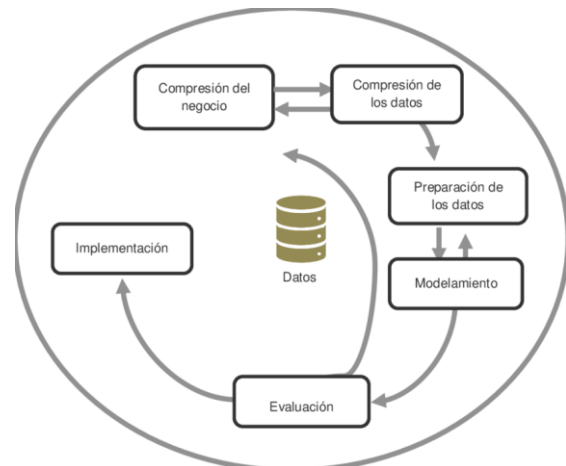 Compresión del
negocio
Compresión de
los datos
Preparación de
los datos
Modelamiento
Evaluación
Implementación
Datos